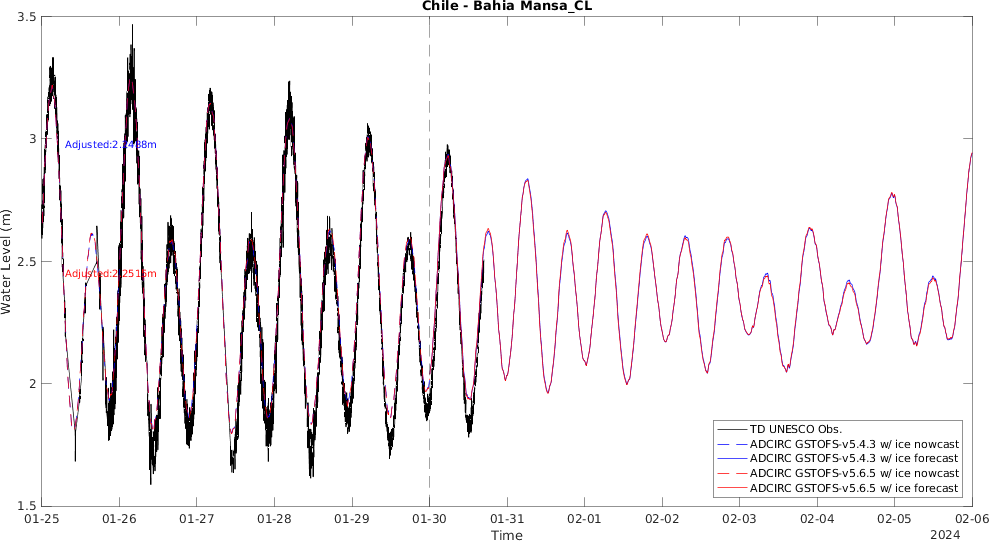 Chile - Bahia Mansa_CL
3.5
3
2.5
2
1.5
Water Level (m)
Adjusted:2.2488m
Adjusted:2.2515m
TD UNESCO Obs.
ADCIRC GSTOFS-v5.4.3 w/ ice nowcast
ADCIRC GSTOFS-v5.4.3 w/ ice forecast
ADCIRC GSTOFS-v5.6.5 w/ ice nowcast
ADCIRC GSTOFS-v5.6.5 w/ ice forecast
01-25 01-26 01-27 01-28 01-29 01-30 01-31 02-01 02-02 02-03 02-04 02-05 02-06
Time
2024